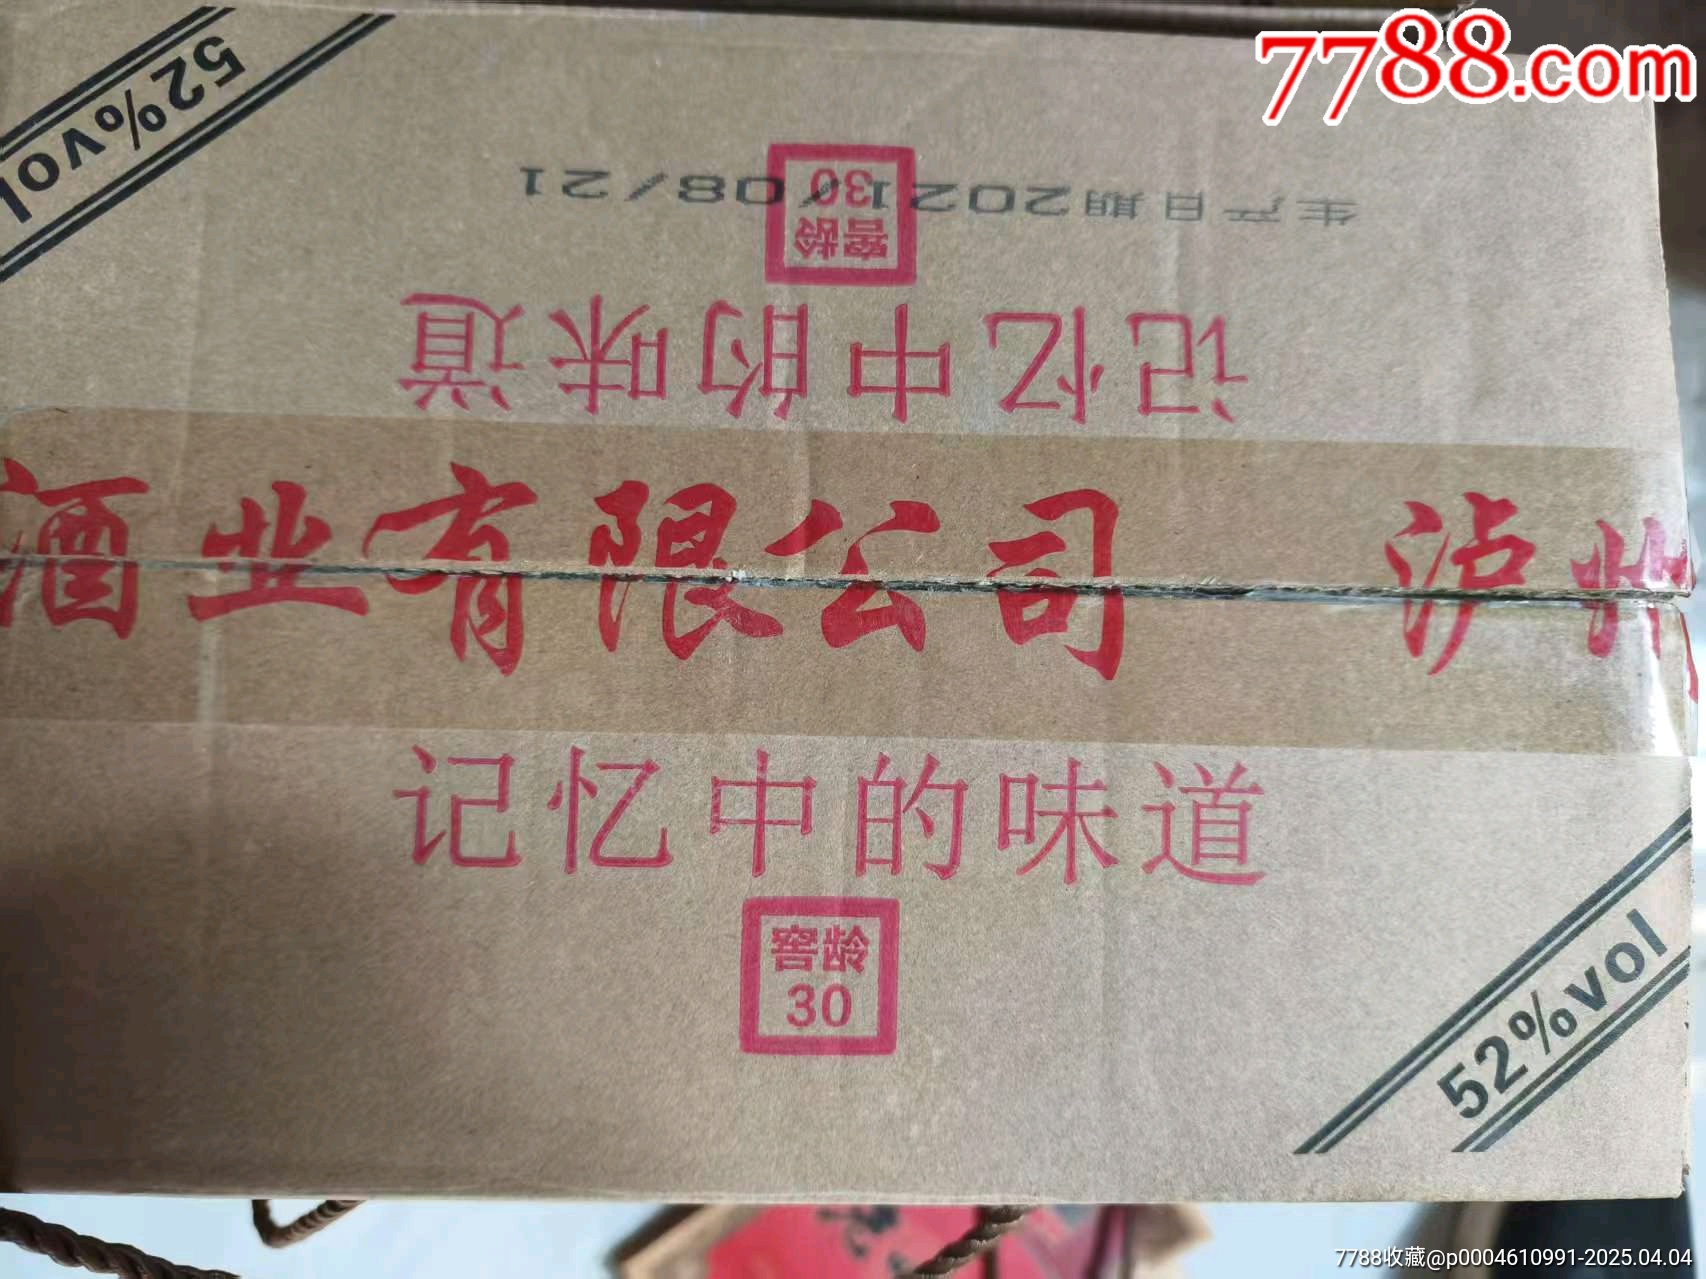 7788.com
52%vol
生产日期2021/08/21
窖龄
30
记忆中的味道
酒业有限公司 泸州
记忆中的味道
窖龄
30
52%vol
7788收藏@p0004610991-2025.04.04